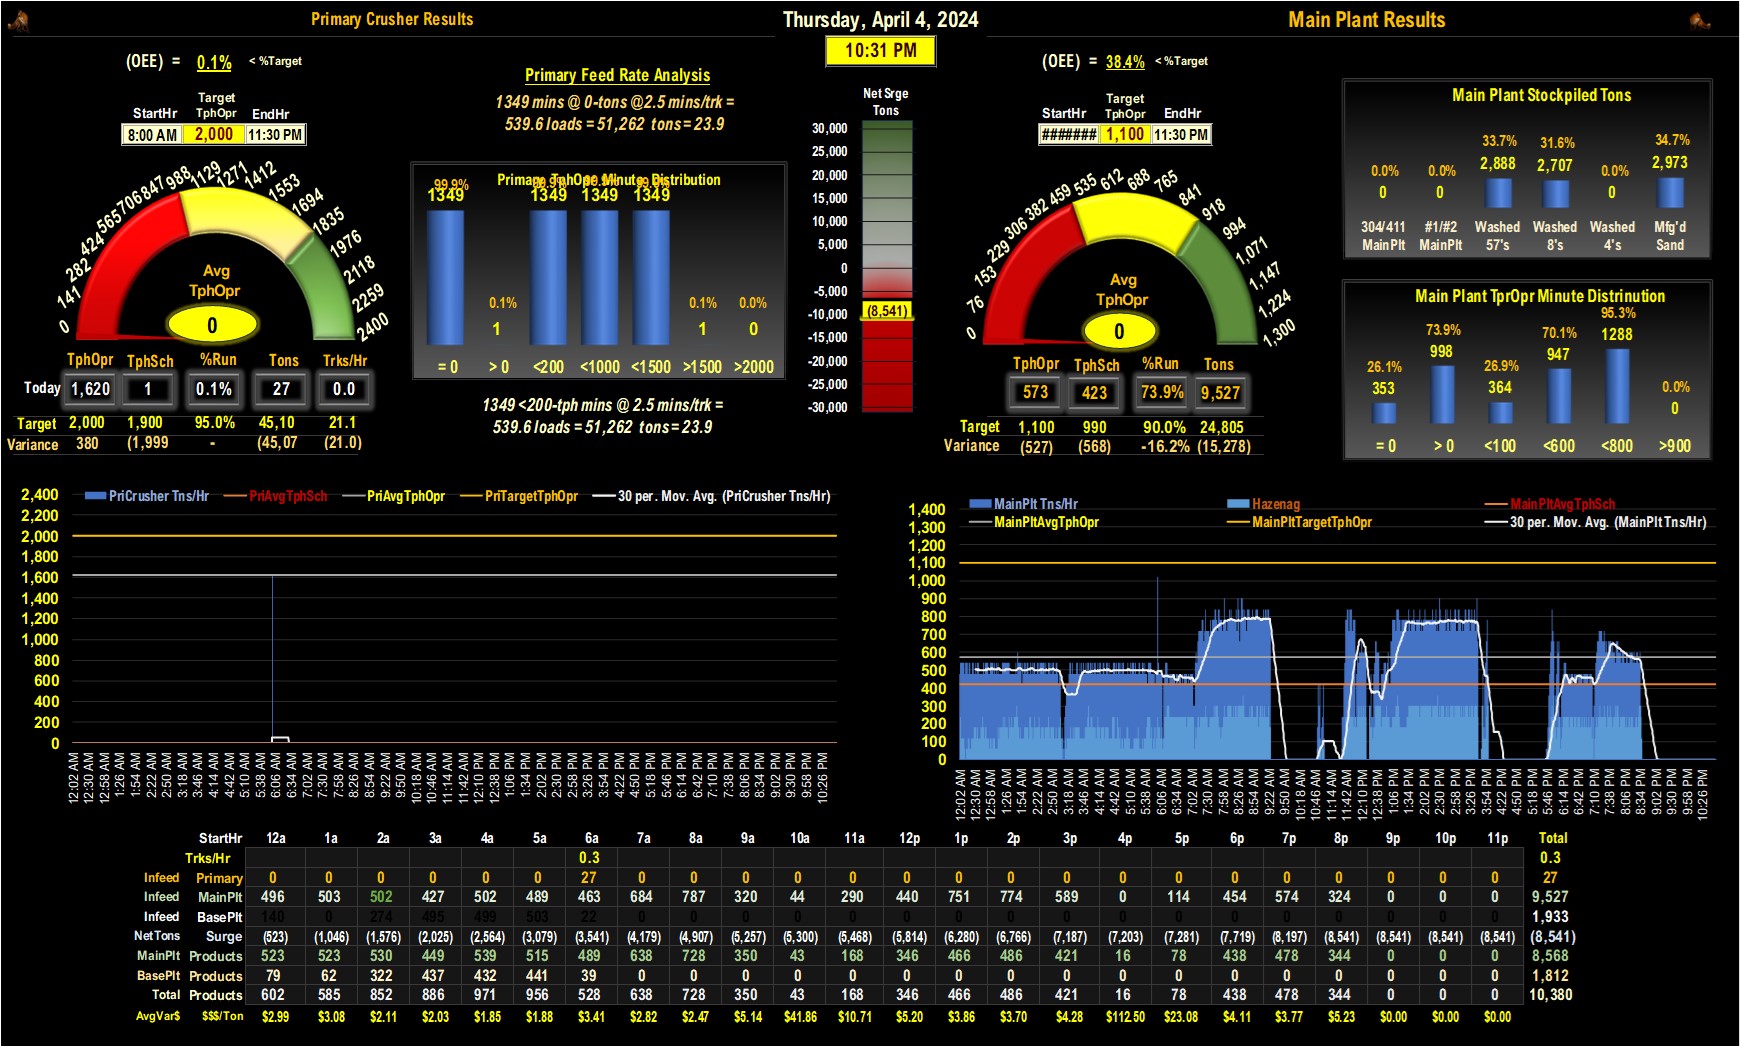 Primary Crusher Results
Thursday, April 4, 2024
Main Plant Results
10:31 PM
(OEE) = 0.1% < %Target
StartHr Target TphOpr EndHr
8:00 AM 2,000 11:30 PM
Primary Feed Rate Analysis
1349 mins @ 0-tons @2.5 mins/trk =
539.6 loads = 51,262 tons = 23.9
0 141 282 424 565 706 847 988 1129 1271 1412 1553 1694 1835 1976 2118 2259 2400
Avg
TphOpr
0
TphOpr TphSch %Run Tons Trks/Hr
Today 1,620 1 0.1% 27 0.0
Target 2,000 1,900 95.0% 45,10 21.1
Variance 380 (1,999 - (45,07 (21.0)
Primary TphOpr Minute Distribution
99.9% 0.1% 0.1% 0.0%
1349 1 1349 1349 1349 1 0
= 0 > 0 <200 <1000 <1500 >1500 >2000
1349 <200-tph mins @ 2.5 mins/trk =
539.6 loads = 51,262 tons = 23.9
Net Srge
Tons
30,000
25,000
20,000
15,000
10,000
5,000
0
-5,000
(8,541)
-10,000
-15,000
-20,000
-25,000
-30,000
(OEE) = 38.4% < %Target
StartHr Target TphOpr EndHr
####### 1,100 11:30 PM
0 76 153 229 306 382 459 535 612 688 765 841 918 994 1,071 1,147 1,224 1,300
Avg
TphOpr
0
TphOpr TphSch %Run Tons
573 423 73.9% 9,527
Target 1,100 990 90.0% 24,805
Variance (527) (568) -16.2% (15,278)
Main Plant Stockpiled Tons
0.0% 0.0% 33.7% 31.6% 0.0% 34.7%
0 0 2,888 2,707 0 2,973
304/411 #1/#2 Washed Washed Washed Mfg'd
MainPlt MainPlt 57's 8's 4's Sand
Main Plant TprOpr Minute Distrinution
26.1% 73.9% 26.9% 70.1% 95.3% 0.0%
353 998 364 947 1288 0
= 0 > 0 <100 <600 <800 >900
PriCrusher Tns/Hr PriAvgTphSch PriAvgTphOpr PriTargetTphOpr 30 per. Mov. Avg. (PriCrusher Tns/Hr)
2,400
2,200
2,000
1,800
1,600
1,400
1,200
1,000
800
600
400
200
0
12:02 AM 12:30 AM 12:58 AM 1:26 AM 1:54 AM 2:22 AM 2:50 AM 3:18 AM 3:46 AM 4:14 AM 4:42 AM 5:10 AM 5:38 AM 6:06 AM 6:34 AM 7:02 AM 7:30 AM 7:58 AM 8:26 AM 8:54 AM 9:22 AM 9:50 AM 10:18 AM 10:46 AM 11:14 AM 11:42 AM 12:10 PM 12:38 PM 1:06 PM 1:34 PM 2:02 PM 2:30 PM 2:58 PM 3:26 PM 3:54 PM 4:22 PM 4:50 PM 5:18 PM 5:46 PM 6:14 PM 6:42 PM 7:10 PM 7:38 PM 8:06 PM 8:34 PM 9:02 PM 9:30 PM 9:58 PM 10:26 PM
MainPlt Tns/Hr Hazenag MainPltAvgTphSch
MainPltAvgTphOpr MainPltTargetTphOpr 30 per. Mov. Avg. (MainPlt Tns/Hr)
1,400
1,300
1,200
1,100
1,000
900
800
700
600
500
400
300
200
100
0
12:02 AM 12:30 AM 12:58 AM 1:26 AM 1:54 AM 2:22 AM 2:50 AM 3:18 AM 3:46 AM 4:14 AM 4:42 AM 5:10 AM 5:38 AM 6:06 AM 6:34 AM 7:02 AM 7:30 AM 7:58 AM 8:26 AM 8:54 AM 9:22 AM 9:50 AM 10:18 AM 10:46 AM 11:14 AM 11:42 AM 12:10 PM 12:38 PM 1:06 PM 1:34 PM 2:02 PM 2:30 PM 2:58 PM 3:26 PM 3:54 PM 4:22 PM 4:50 PM 5:18 PM 5:46 PM 6:14 PM 6:42 PM 7:10 PM 7:38 PM 8:06 PM 8:34 PM 9:02 PM 9:30 PM 9:58 PM 10:26 PM
StartHr 12a 1a 2a 3a 4a 5a 6a 7a 8a 9a 10a 11a 12p 1p 2p 3p 4p 5p 6p 7p 8p 9p 10p 11p Total
Trks/Hr 0.3 0.3
Infeed Primary 0 0 0 0 0 0 27 0 0 0 0 0 0 0 0 0 0 0 0 0 0 0 0 0 27
Infeed MainPlt 496 503 502 427 502 489 463 684 787 320 44 290 440 751 774 589 0 114 454 574 324 0 0 0 9,527
Infeed BasePlt 140 0 274 495 499 503 22 0 0 0 0 0 0 0 0 0 0 0 0 0 0 0 0 0 1,933
NetTons Surge (523) (1,046) (1,576) (2,025) (2,564) (3,079) (3,541) (4,179) (4,907) (5,257) (5,300) (5,468) (5,814) (6,280) (6,766) (7,187) (7,203) (7,281) (7,719) (8,197) (8,541) (8,541) (8,541) (8,541) (8,541)
MainPlt Products 523 523 530 449 539 515 489 638 728 350 43 168 346 466 486 421 16 78 438 478 344 0 0 0 8,568
BasePlt Products 79 62 322 437 432 441 39 0 0 0 0 0 0 0 0 0 0 0 0 0 0 0 0 0 1,812
Total Products 602 585 852 886 971 956 528 638 728 350 43 168 346 466 486 421 16 78 438 478 344 0 0 0 10,380
AvgVar$ $$$/Ton $2.99 $3.08 $2.11 $2.03 $1.85 $1.88 $3.41 $2.82 $2.47 $5.14 $41.86 $10.71 $5.20 $3.86 $3.70 $4.28 $112.50 $23.08 $4.11 $3.77 $5.23 $0.00 $0.00 $0.00